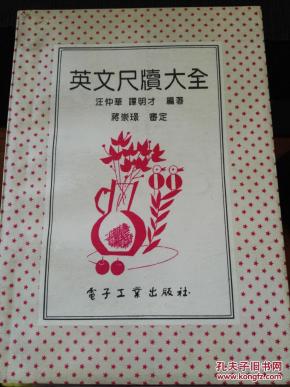 英文尺牘大全
汪仲華 譚明才 編著
蔣崇璟 審定
電子工業出版社
孔夫子旧书网